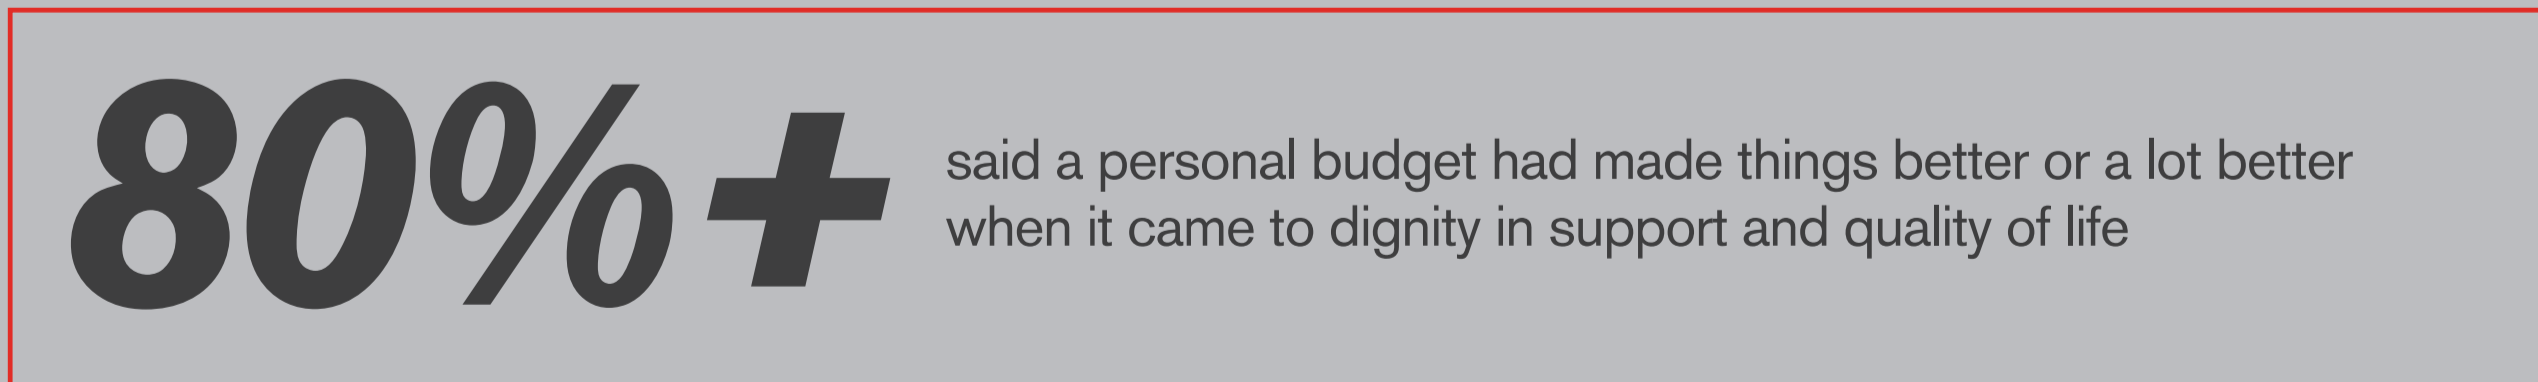 80%+
said a personal budget had made things better or a lot better
when it came to dignity in support and quality of life